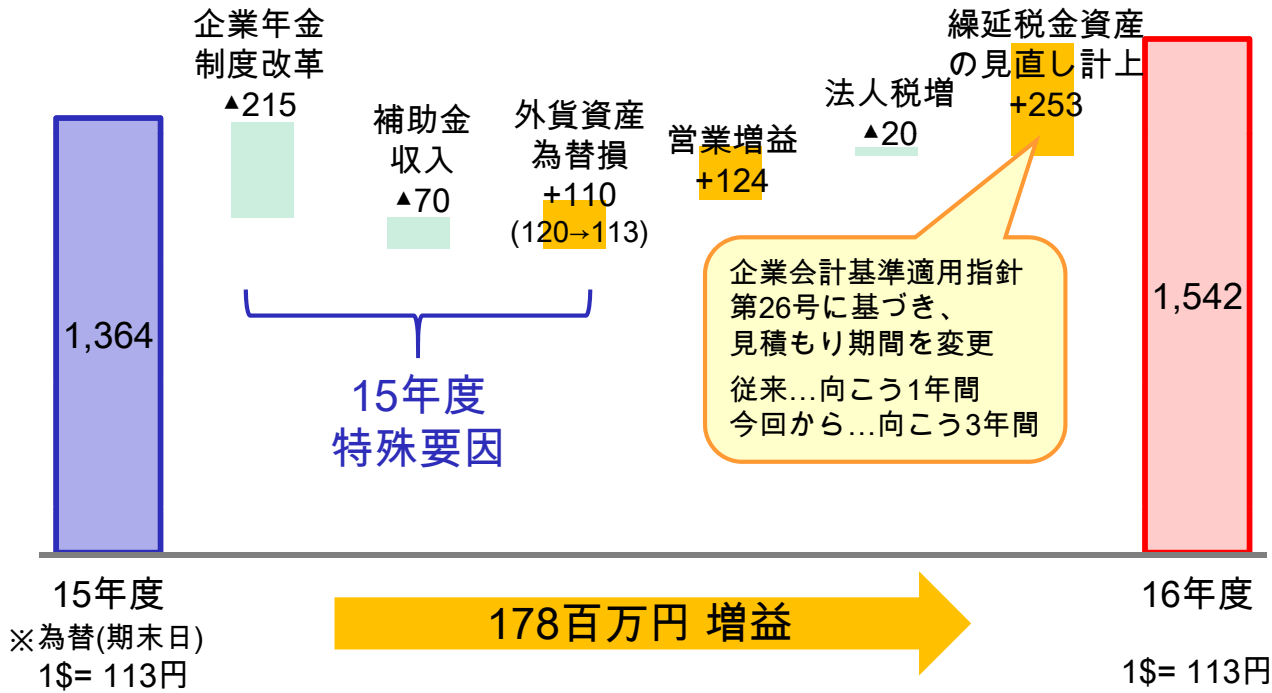 企業年金
制度改革
▲215
補助金
収入
▲70
外貨資産
為替損
+110
(120→113)
営業増益
+124
法人税増
▲20
繰延税金資産
の見直し計上
+253
企業会計基準適用指針
第26号に基づき、
見積もり期間を変更
従来…向こう1年間
今回から…向こう3年間
1,364
15年度
特殊要因
1,542
15年度
※為替(期末日)
1$= 113円
178百万円 増益
16年度
1$= 113円